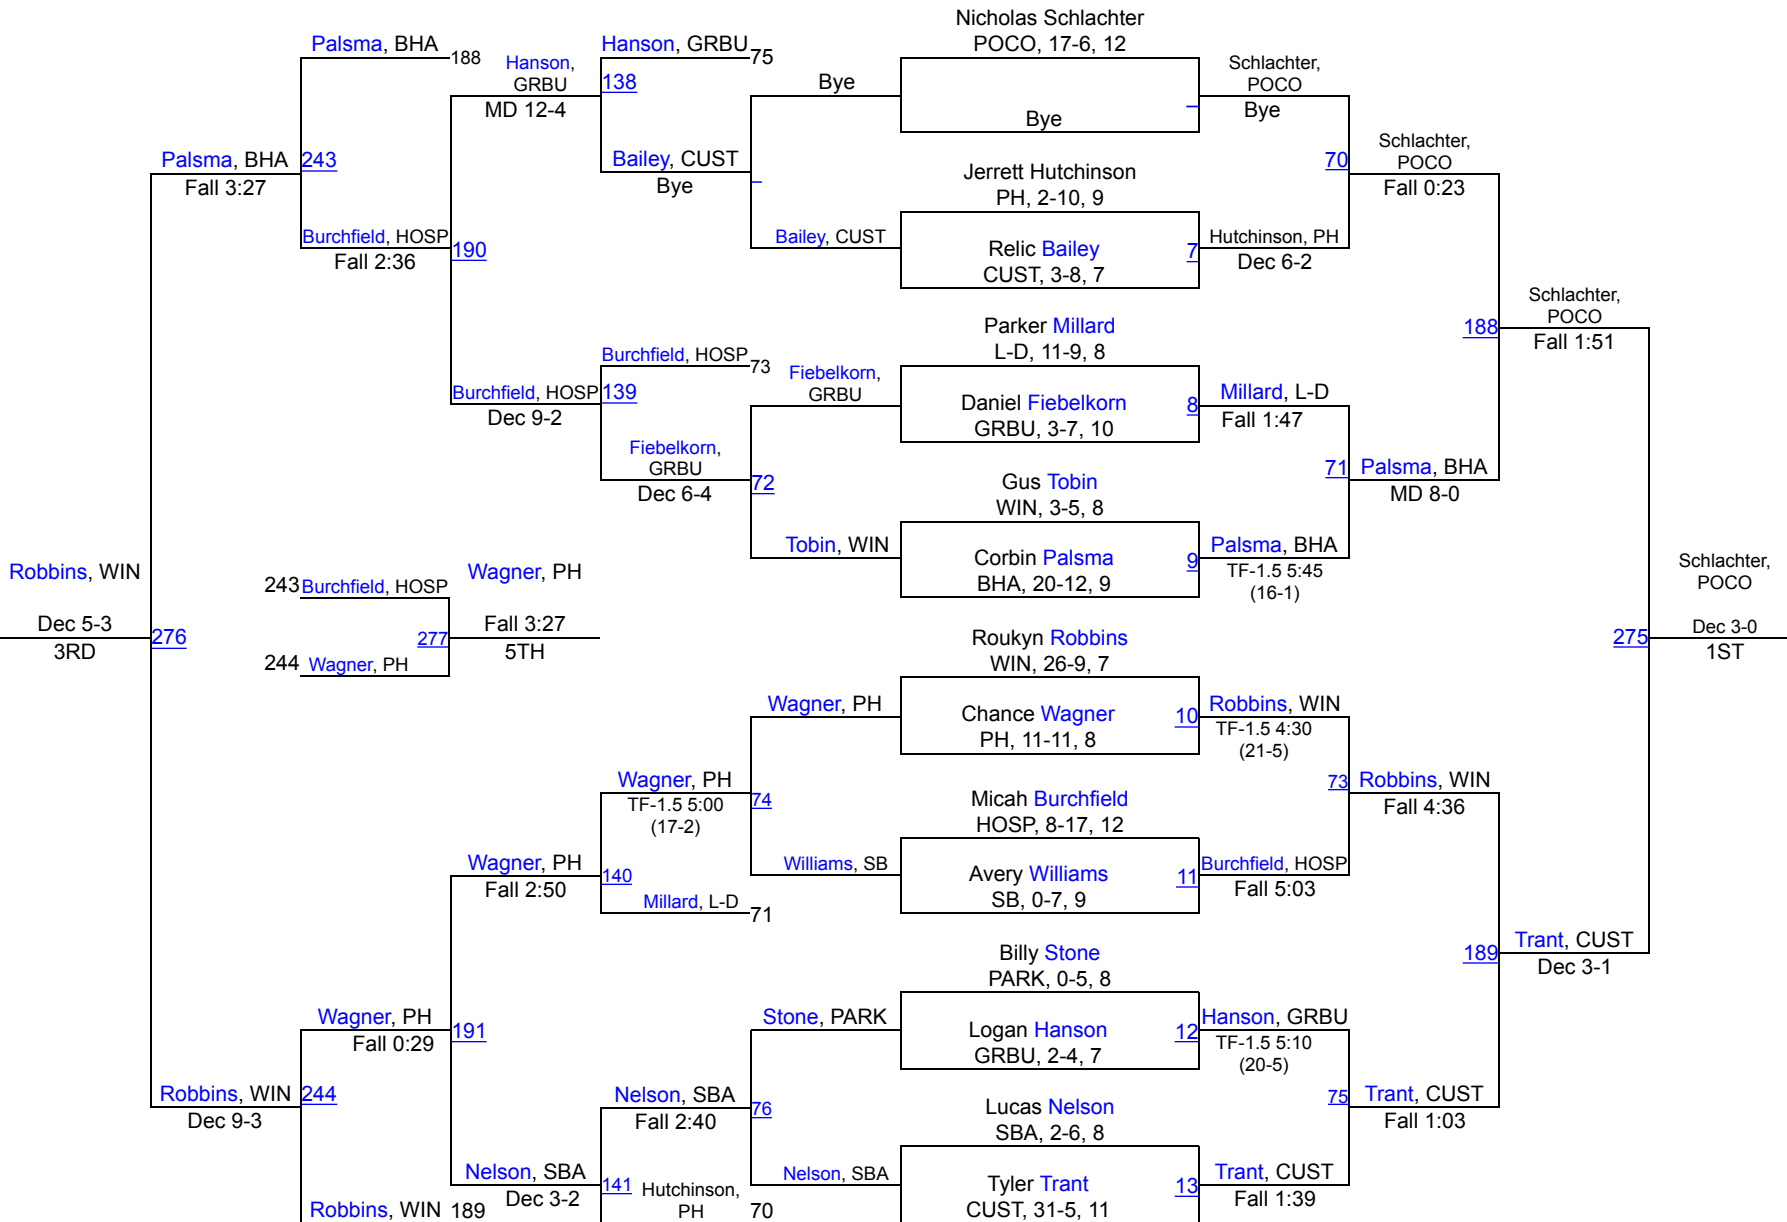 Nicholas Schlachter
POCO, 17-6, 12
Palsma, BHA
188
Hanson,
GRBU
MD 12-4
Hanson, GRBU
75
138
Bye
Bye
Schlachter,
POCO
Bye
Palsma, BHA
Fall 3:27
243
Bailey, CUST
Bye
Jerrett Hutchinson
PH, 2-10, 9
70
Schlachter,
POCO
Fall 0:23
Burchfield, HOSP
Fall 2:36
190
Bailey, CUST
Relic Bailey
CUST, 3-8, 7
7
Hutchinson, PH
Dec 6-2
Parker Millard
L-D, 11-9, 8
188
Schlachter,
POCO
Fall 1:51
Burchfield, HOSP
Dec 9-2
Burchfield, HOSP
73
139
Fiebelkorn,
GRBU
Daniel Fiebelkorn
GRBU, 3-7, 10
8
Millard, L-D
Fall 1:47
Fiebelkorn,
GRBU
Dec 6-4
72
Gus Tobin
WIN, 3-5, 8
71
Palsma, BHA
MD 8-0
Tobin, WIN
Corbin Palsma
BHA, 20-12, 9
9
Palsma, BHA
TF-1.5 5:45
(16-1)
Robbins, WIN
Dec 5-3
3RD
276
243
Burchfield, HOSP
244
Wagner, PH
277
Wagner, PH
Fall 3:27
5TH
Schlachter,
POCO
275
Dec 3-0
1ST
Roukyn Robbins
WIN, 26-9, 7
Wagner, PH
Chance Wagner
PH, 11-11, 8
10
Robbins, WIN
TF-1.5 4:30
(21-5)
Wagner, PH
TF-1.5 5:00
(17-2)
74
Micah Burchfield
HOSP, 8-17, 12
73
Robbins, WIN
Fall 4:36
Wagner, PH
Fall 2:50
140
Williams, SB
Avery Williams
SB, 0-7, 9
11
Burchfield, HOSP
Fall 5:03
Millard, L-D
71
Billy Stone
PARK, 0-5, 8
189
Trant, CUST
Dec 3-1
Wagner, PH
Fall 0:29
191
Stone, PARK
Logan Hanson
GRBU, 2-4, 7
12
Hanson, GRBU
TF-1.5 5:10
(20-5)
Robbins, WIN
Dec 9-3
244
Nelson, SBA
Fall 2:40
76
Lucas Nelson
SBA, 2-6, 8
75
Trant, CUST
Fall 1:03
Nelson, SBA
Dec 3-2
141
Nelson, SBA
Tyler Trant
CUST, 31-5, 11
13
Trant, CUST
Fall 1:39
Robbins, WIN
189
Hutchinson,
PH
70